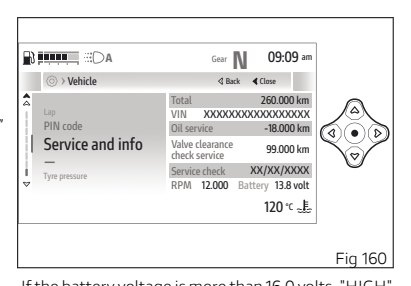 A Gear N 09:09 am
> Vehicle Back Close
Lap
PIN code
Service and info
Tyre pressure
Total 260.000 km
VIN XXXXXXXXXXXXXXXXX
Oil service -18.000 km
Valve clearance
check service 99.000 km
Service check XX/XX/XXXX
RPM 12.000 Battery 13.8 volt
120 °C
Fig 160
If the battery voltage is more than 16.0 volts, "HIGH"